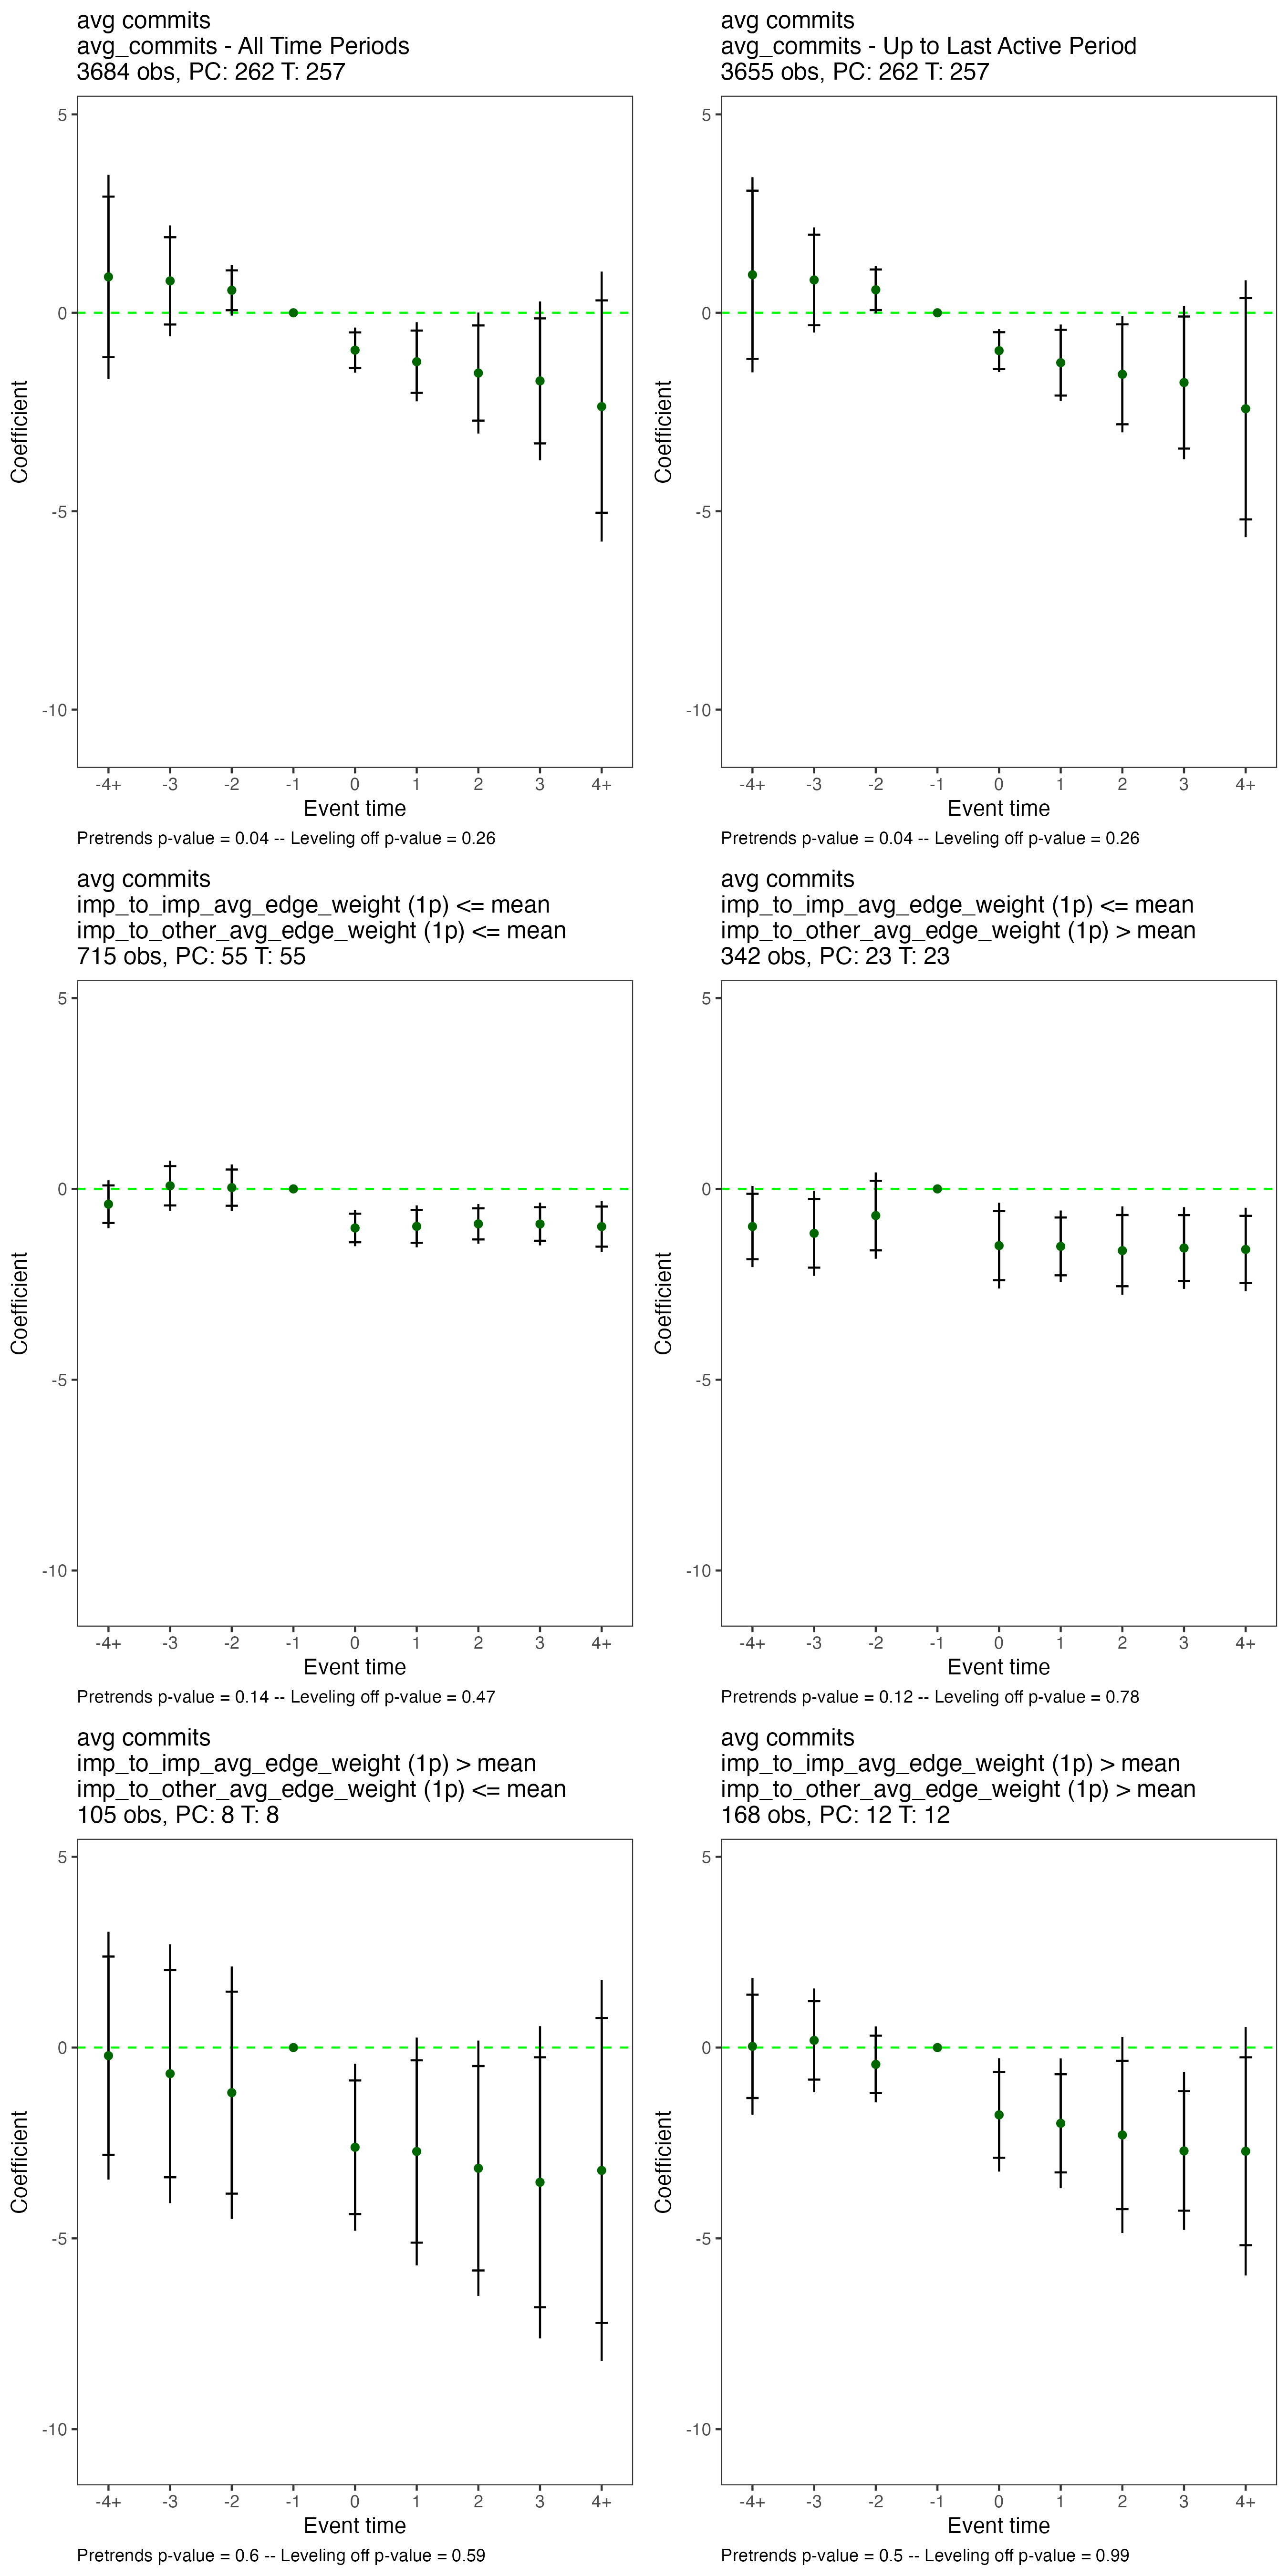 avg commits
avg_commits - All Time Periods
3684 obs, PC: 262 T: 257
5
0
-5
-10
Coefficient
-4+ -3 -2 -1 0 1 2 3 4+
Event time
Pretrends p-value = 0.04 -- Leveling off p-value = 0.26
avg commits
avg_commits - Up to Last Active Period
3655 obs, PC: 262 T: 257
5
0
-5
-10
Coefficient
-4+ -3 -2 -1 0 1 2 3 4+
Event time
Pretrends p-value = 0.04 -- Leveling off p-value = 0.26
avg commits
imp_to_imp_avg_edge_weight (1p) <= mean
imp_to_other_avg_edge_weight (1p) <= mean
715 obs, PC: 55 T: 55
5
0
-5
-10
Coefficient
-4+ -3 -2 -1 0 1 2 3 4+
Event time
Pretrends p-value = 0.14 -- Leveling off p-value = 0.47
avg commits
imp_to_imp_avg_edge_weight (1p) <= mean
imp_to_other_avg_edge_weight (1p) > mean
342 obs, PC: 23 T: 23
5
0
-5
-10
Coefficient
-4+ -3 -2 -1 0 1 2 3 4+
Event time
Pretrends p-value = 0.12 -- Leveling off p-value = 0.78
avg commits
imp_to_imp_avg_edge_weight (1p) > mean
imp_to_other_avg_edge_weight (1p) <= mean
105 obs, PC: 8 T: 8
5
0
-5
-10
Coefficient
-4+ -3 -2 -1 0 1 2 3 4+
Event time
Pretrends p-value = 0.6 -- Leveling off p-value = 0.59
avg commits
imp_to_imp_avg_edge_weight (1p) > mean
imp_to_other_avg_edge_weight (1p) > mean
168 obs, PC: 12 T: 12
5
0
-5
-10
Coefficient
-4+ -3 -2 -1 0 1 2 3 4+
Event time
Pretrends p-value = 0.5 -- Leveling off p-value = 0.99